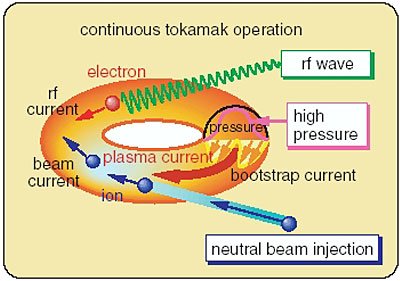 continuous tokamak operation
electron
rf wave
rf
current
high
pressure
pressure
plasma current
beam
current
bootstrap current
ion
neutral beam injection